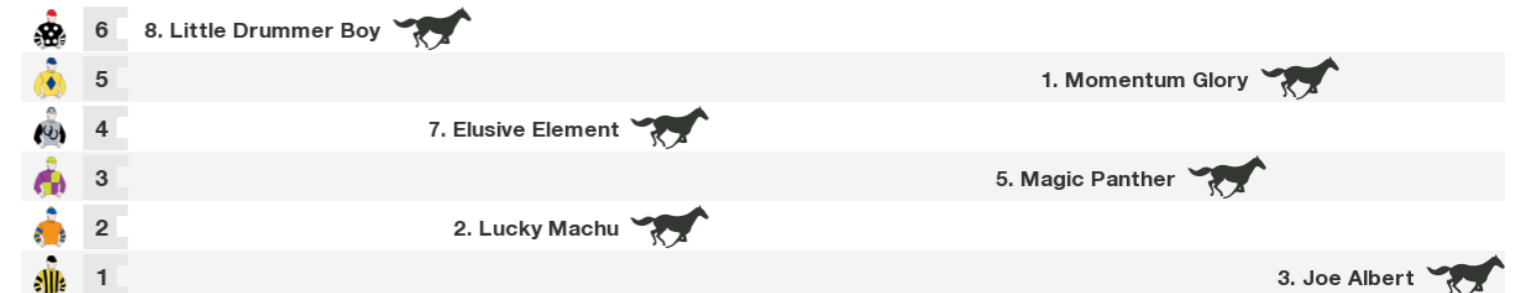 6 8. Little Drummer Boy
5 1. Momentum Glory
4 7. Elusive Element
3 5. Magic Panther
2 2. Lucky Machu
1 3. Joe Albert